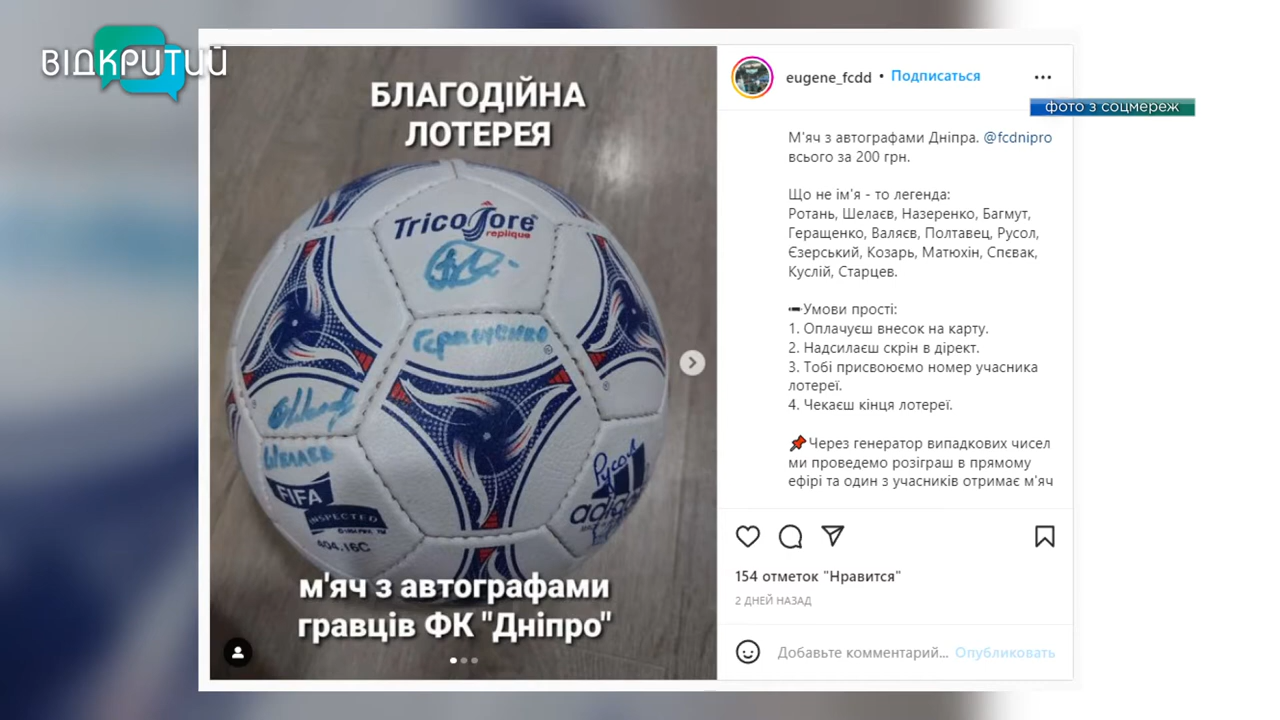 ВІДКРИТИЙ
фото з соцмереж
БЛАГОДІЙНА
ЛОТЕРЕЯ
Tricolore
replique
Геращенко
Шелаєв
FIFA
INSPECTED
404.16C
Русол
adidas
м'яч з автографами
гравців ФК "Дніпро"
eugene_fcdd • Подписаться
М'яч з автографами Дніпра. @fcdnipro
всього за 200 грн.
Що не ім'я - то легенда:
Ротань, Шелаєв, Назеренко, Багмут,
Геращенко, Валяєв, Полтавец, Русол,
Єзерський, Козарь, Матюхін, Спєвак,
Куслій, Старцев.
Умови прості:
1. Оплачуєш внесок на карту.
2. Надсилаєш скрін в дірект.
3. Тобі присвоюємо номер учасника
лотереї.
4. Чекаєш кінця лотереї.
Через генератор випадкових чисел
ми проведемо розіграш в прямому
ефірі та один з учасників отримає м'яч
154 отметок "Нравится"
2 ДНЕЙ НАЗАД
Добавьте комментарий... Опубликовать